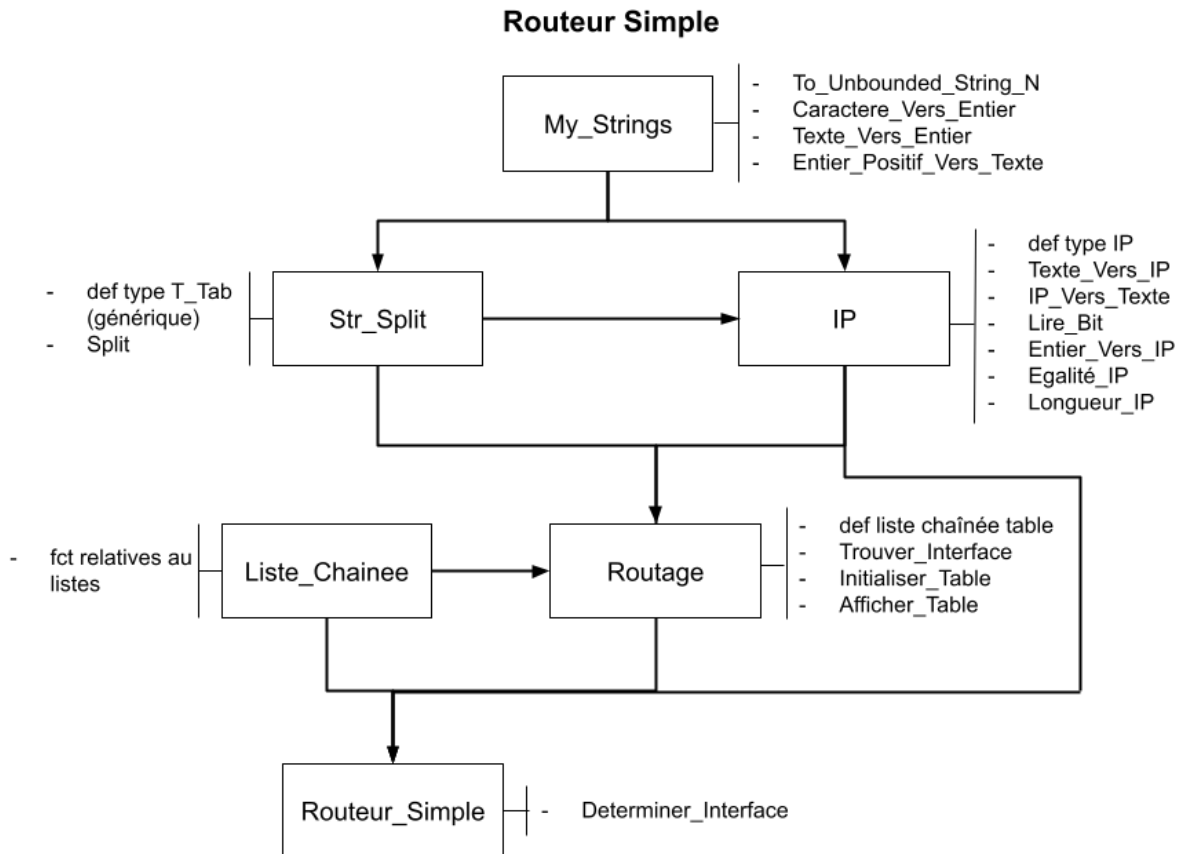 Routeur Simple
My_Strings
- To_Unbounded_String_N
- Caractere_Vers_Entier
- Texte_Vers_Entier
- Entier_Positif_Vers_Texte
- def type T_Tab
(générique)
- Split
Str_Split
IP
- def type IP
- Texte_Vers_IP
- IP_Vers_Texte
- Lire_Bit
- Entier_Vers_IP
- Egalité_IP
- Longueur_IP
- fct relatives au
listes
Liste_Chainee
Routage
- def liste chaînée table
- Trouver_Interface
- Initialiser_Table
- Afficher_Table
Routeur_Simple
- Determiner_Interface